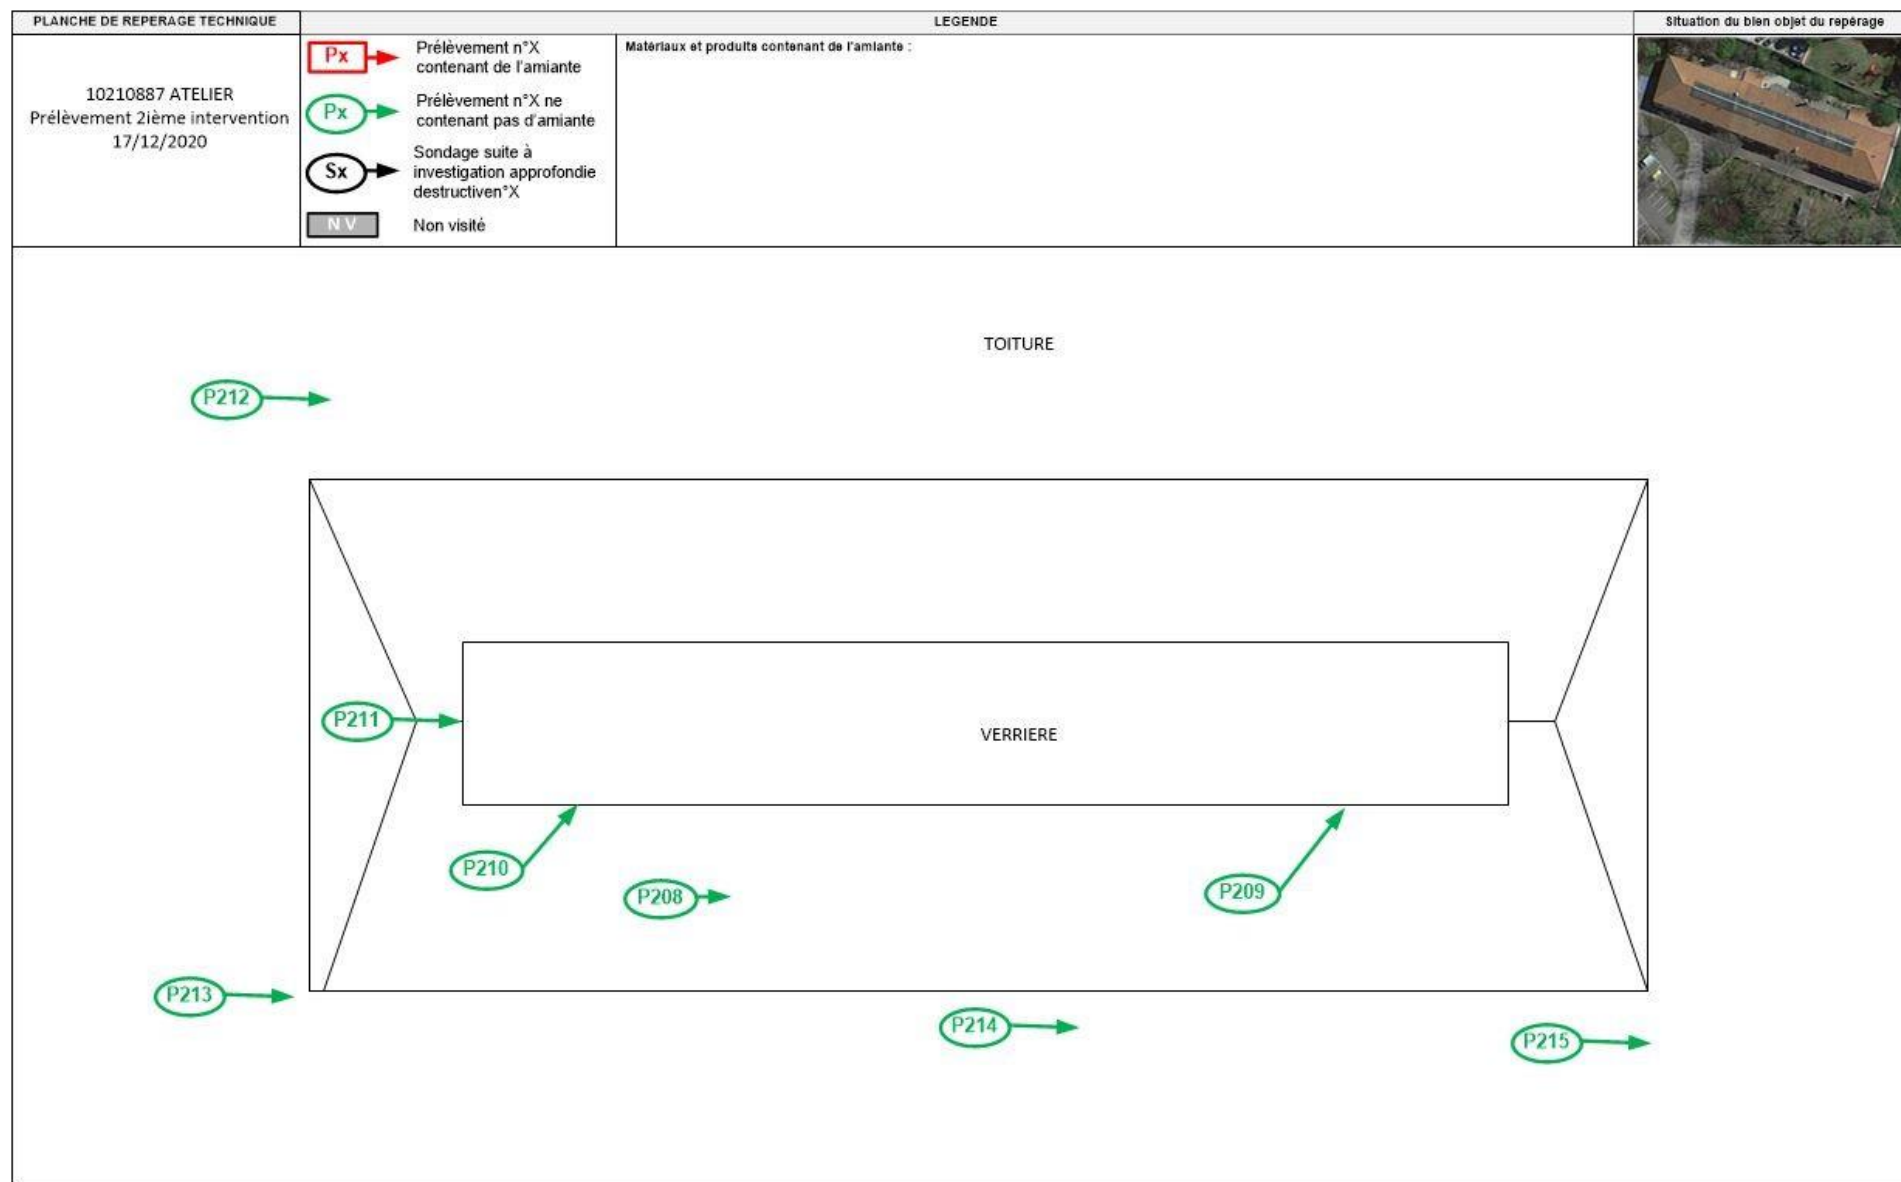 PLANCHE DE REPERAGE TECHNIQUE
LEGENDE
Situation du bien objet du repérage
10210887 ATELIER
Prélèvement 2ième intervention
17/12/2020
Px
Prélèvement n°X
contenant de l'amiante
Px
Prélèvement n°X ne
contenant pas d'amiante
Sx
Sondage suite à
investigation approfondie
destructiven°X
N V
Non visité
Matériaux et produits contenant de l'amiante :
TOITURE
P212
P211
VERRIERE
P210
P208
P209
P213
P214
P215